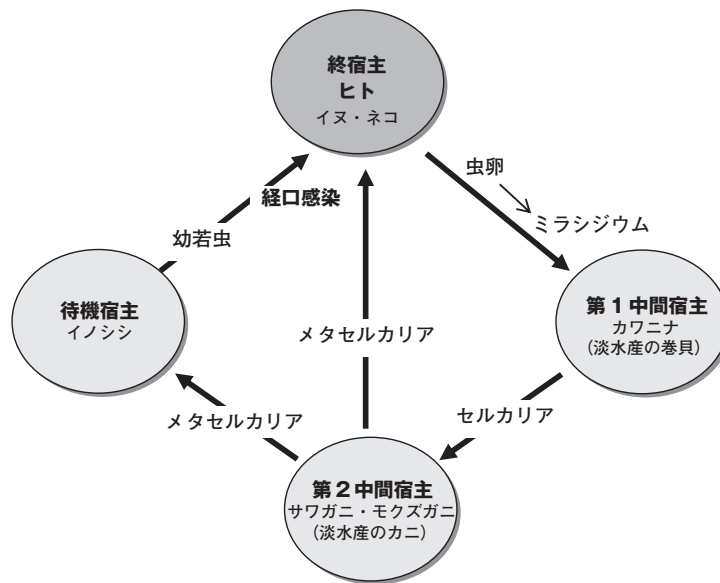 終宿主
ヒト
イヌ・ネコ
虫卵
経口感染
ミラシジウム
幼若虫
待機宿主
イノシシ
第1中間宿主
カワニナ
(淡水産の巻貝)
メタセルカリア
メタセルカリア
セルカリア
第2中間宿主
サワガニ・モクズガニ
(淡水産のカニ)